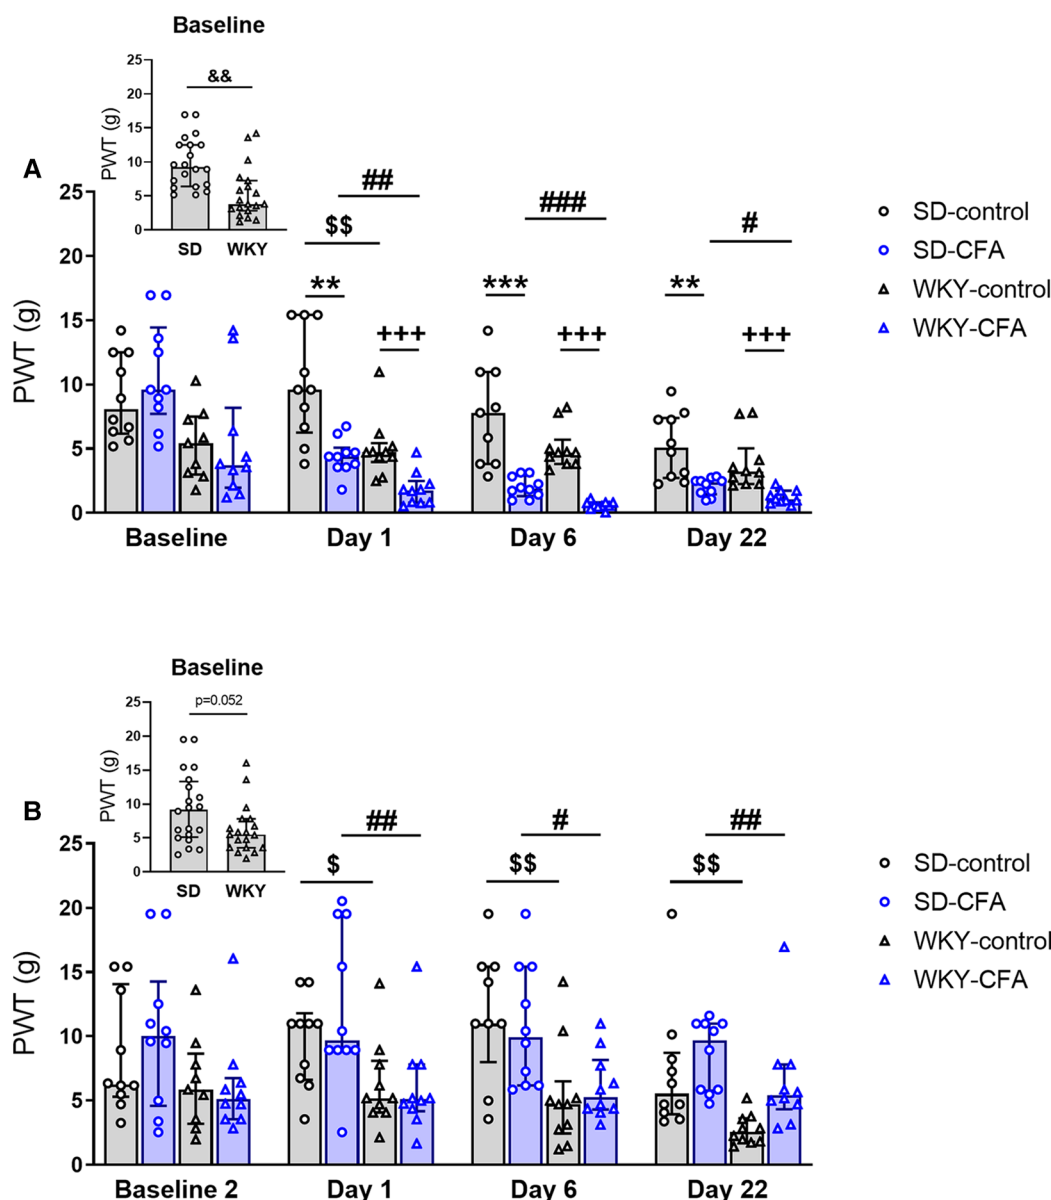 Baseline
25
20
15
10
5
0
PWT (g)
&&
SD WKY
A
25
20
15
10
5
0
PWT (g)
##
$$
**
+++
###
***
+++
#
**
+++
Baseline Day 1 Day 6 Day 22
SD-control
SD-CFA
WKY-control
WKY-CFA
Baseline
25
20
15
10
5
0
PWT (g)
p=0.052
SD WKY
B
25
20
15
10
5
0
PWT (g)
##
$
#
$$
##
$$
Baseline 2 Day 1 Day 6 Day 22
SD-control
SD-CFA
WKY-control
WKY-CFA